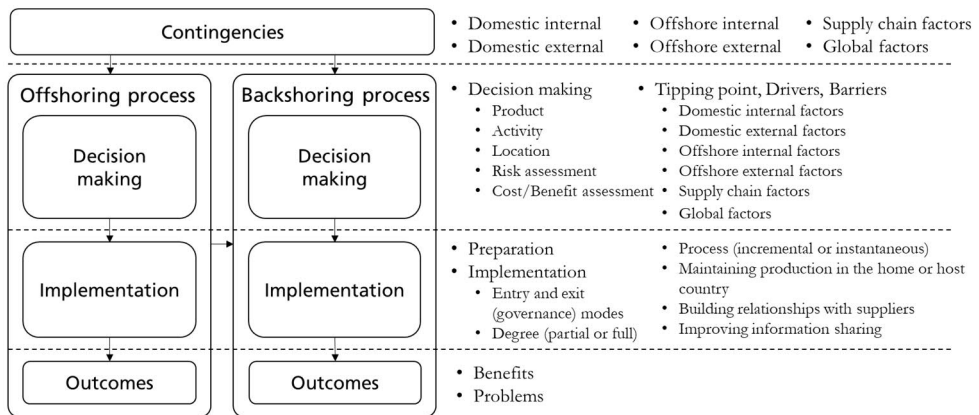 Contingencies
• Domestic internal
• Domestic external
• Offshore internal
• Offshore external
• Supply chain factors
• Global factors
Offshoring process
Decision
making
Implementation
Outcomes
Backshoring process
Decision
making
Implementation
Outcomes
• Decision making
• Product
• Activity
• Location
• Risk assessment
• Cost/Benefit assessment
• Tipping point, Drivers, Barriers
• Domestic internal factors
• Domestic external factors
• Offshore internal factors
• Offshore external factors
• Supply chain factors
• Global factors
• Preparation
• Implementation
• Entry and exit
(governance) modes
• Degree (partial or full)
• Process (incremental or instantaneous)
• Maintaining production in the home or host
country
• Building relationships with suppliers
• Improving information sharing
• Benefits
• Problems